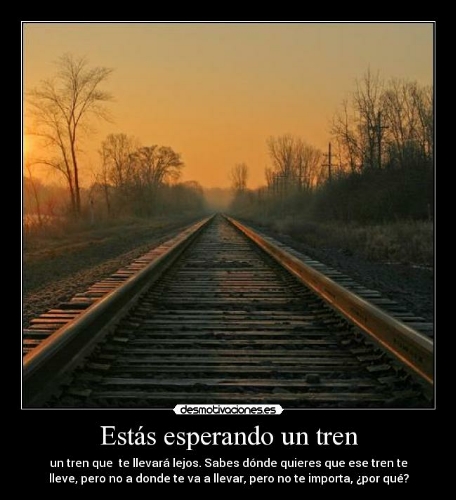 desmotivaciones.es
Estás esperando un tren
un tren que te llevará lejos. Sabes dónde quieres que ese tren te
lleve, pero no a donde te va a llevar, pero no te importa, ¿por qué?